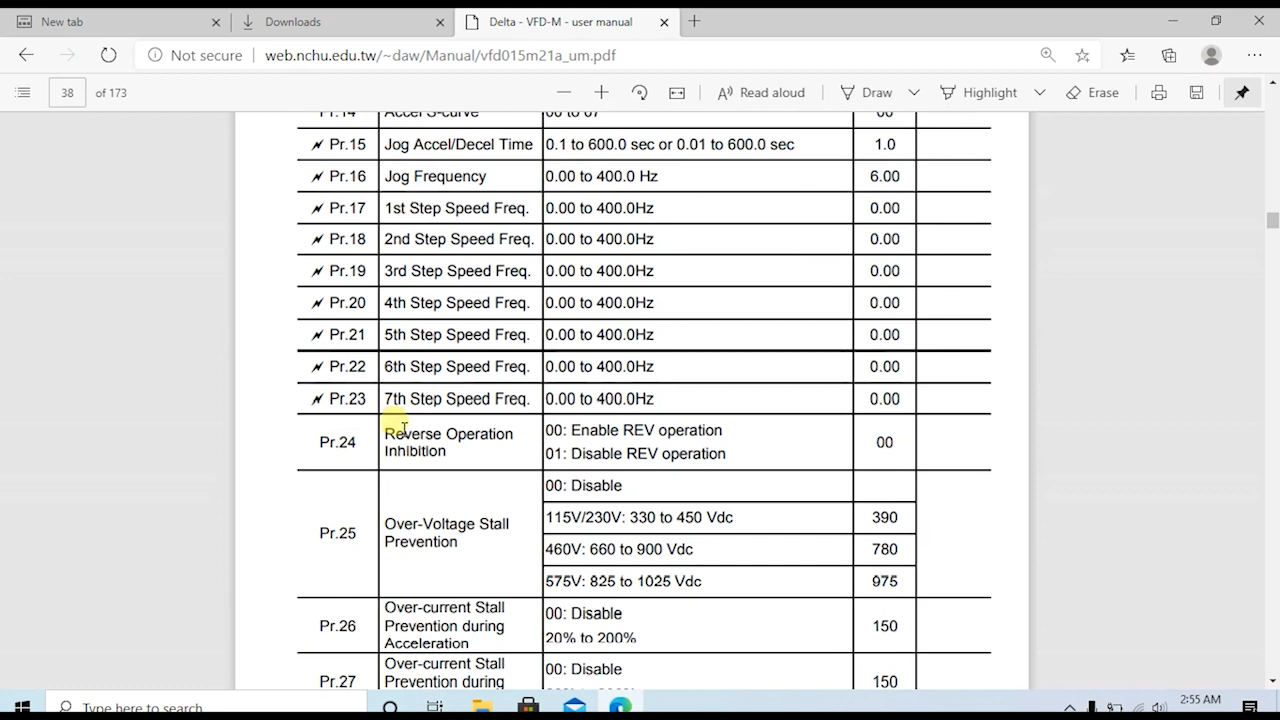 New tab
Downloads
Delta - VFD-M - user manual
Not secure
web.nchu.edu.tw/~daw/Manual/vfd015m21a_um.pdf
38 of 173
Read aloud
Draw
Highlight
Erase
Pr.14 Accel S-curve 00 to 07 00
Pr.15 Jog Accel/Decel Time 0.1 to 600.0 sec or 0.01 to 600.0 sec 1.0
Pr.16 Jog Frequency 0.00 to 400.0 Hz 6.00
Pr.17 1st Step Speed Freq. 0.00 to 400.0Hz 0.00
Pr.18 2nd Step Speed Freq. 0.00 to 400.0Hz 0.00
Pr.19 3rd Step Speed Freq. 0.00 to 400.0Hz 0.00
Pr.20 4th Step Speed Freq. 0.00 to 400.0Hz 0.00
Pr.21 5th Step Speed Freq. 0.00 to 400.0Hz 0.00
Pr.22 6th Step Speed Freq. 0.00 to 400.0Hz 0.00
Pr.23 7th Step Speed Freq. 0.00 to 400.0Hz 0.00
Pr.24
Reverse Operation
Inhibition
00: Enable REV operation
01: Disable REV operation
00
Pr.25
Over-Voltage Stall
Prevention
00: Disable
115V/230V: 330 to 450 Vdc 390
460V: 660 to 900 Vdc 780
575V: 825 to 1025 Vdc 975
Pr.26
Over-current Stall
Prevention during
Acceleration
00: Disable
20% to 200%
150
Pr.27
Over-current Stall
Prevention during
00: Disable
150
Type here to search
2:55 AM